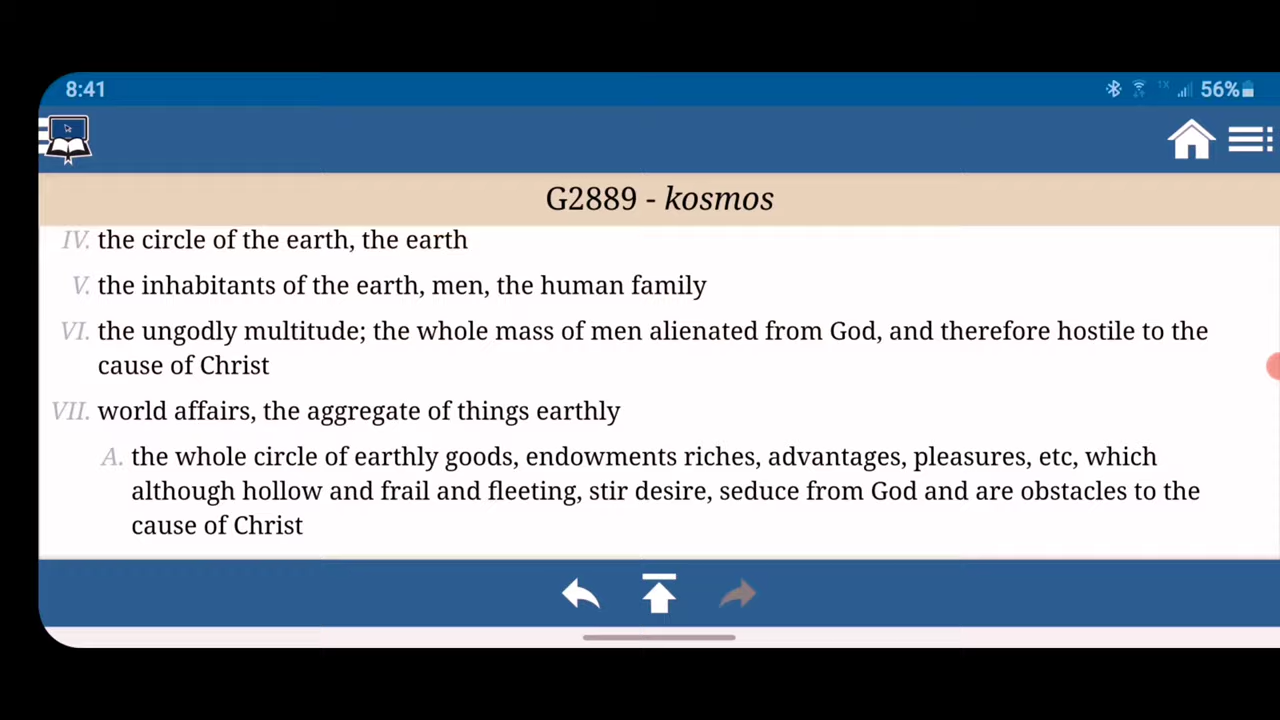 8:41
1X
56%
G2889 - kosmos
IV. the circle of the earth, the earth
V. the inhabitants of the earth, men, the human family
VI. the ungodly multitude; the whole mass of men alienated from God, and therefore hostile to the
cause of Christ
VII. world affairs, the aggregate of things earthly
A. the whole circle of earthly goods, endowments riches, advantages, pleasures, etc, which
although hollow and frail and fleeting, stir desire, seduce from God and are obstacles to the
cause of Christ